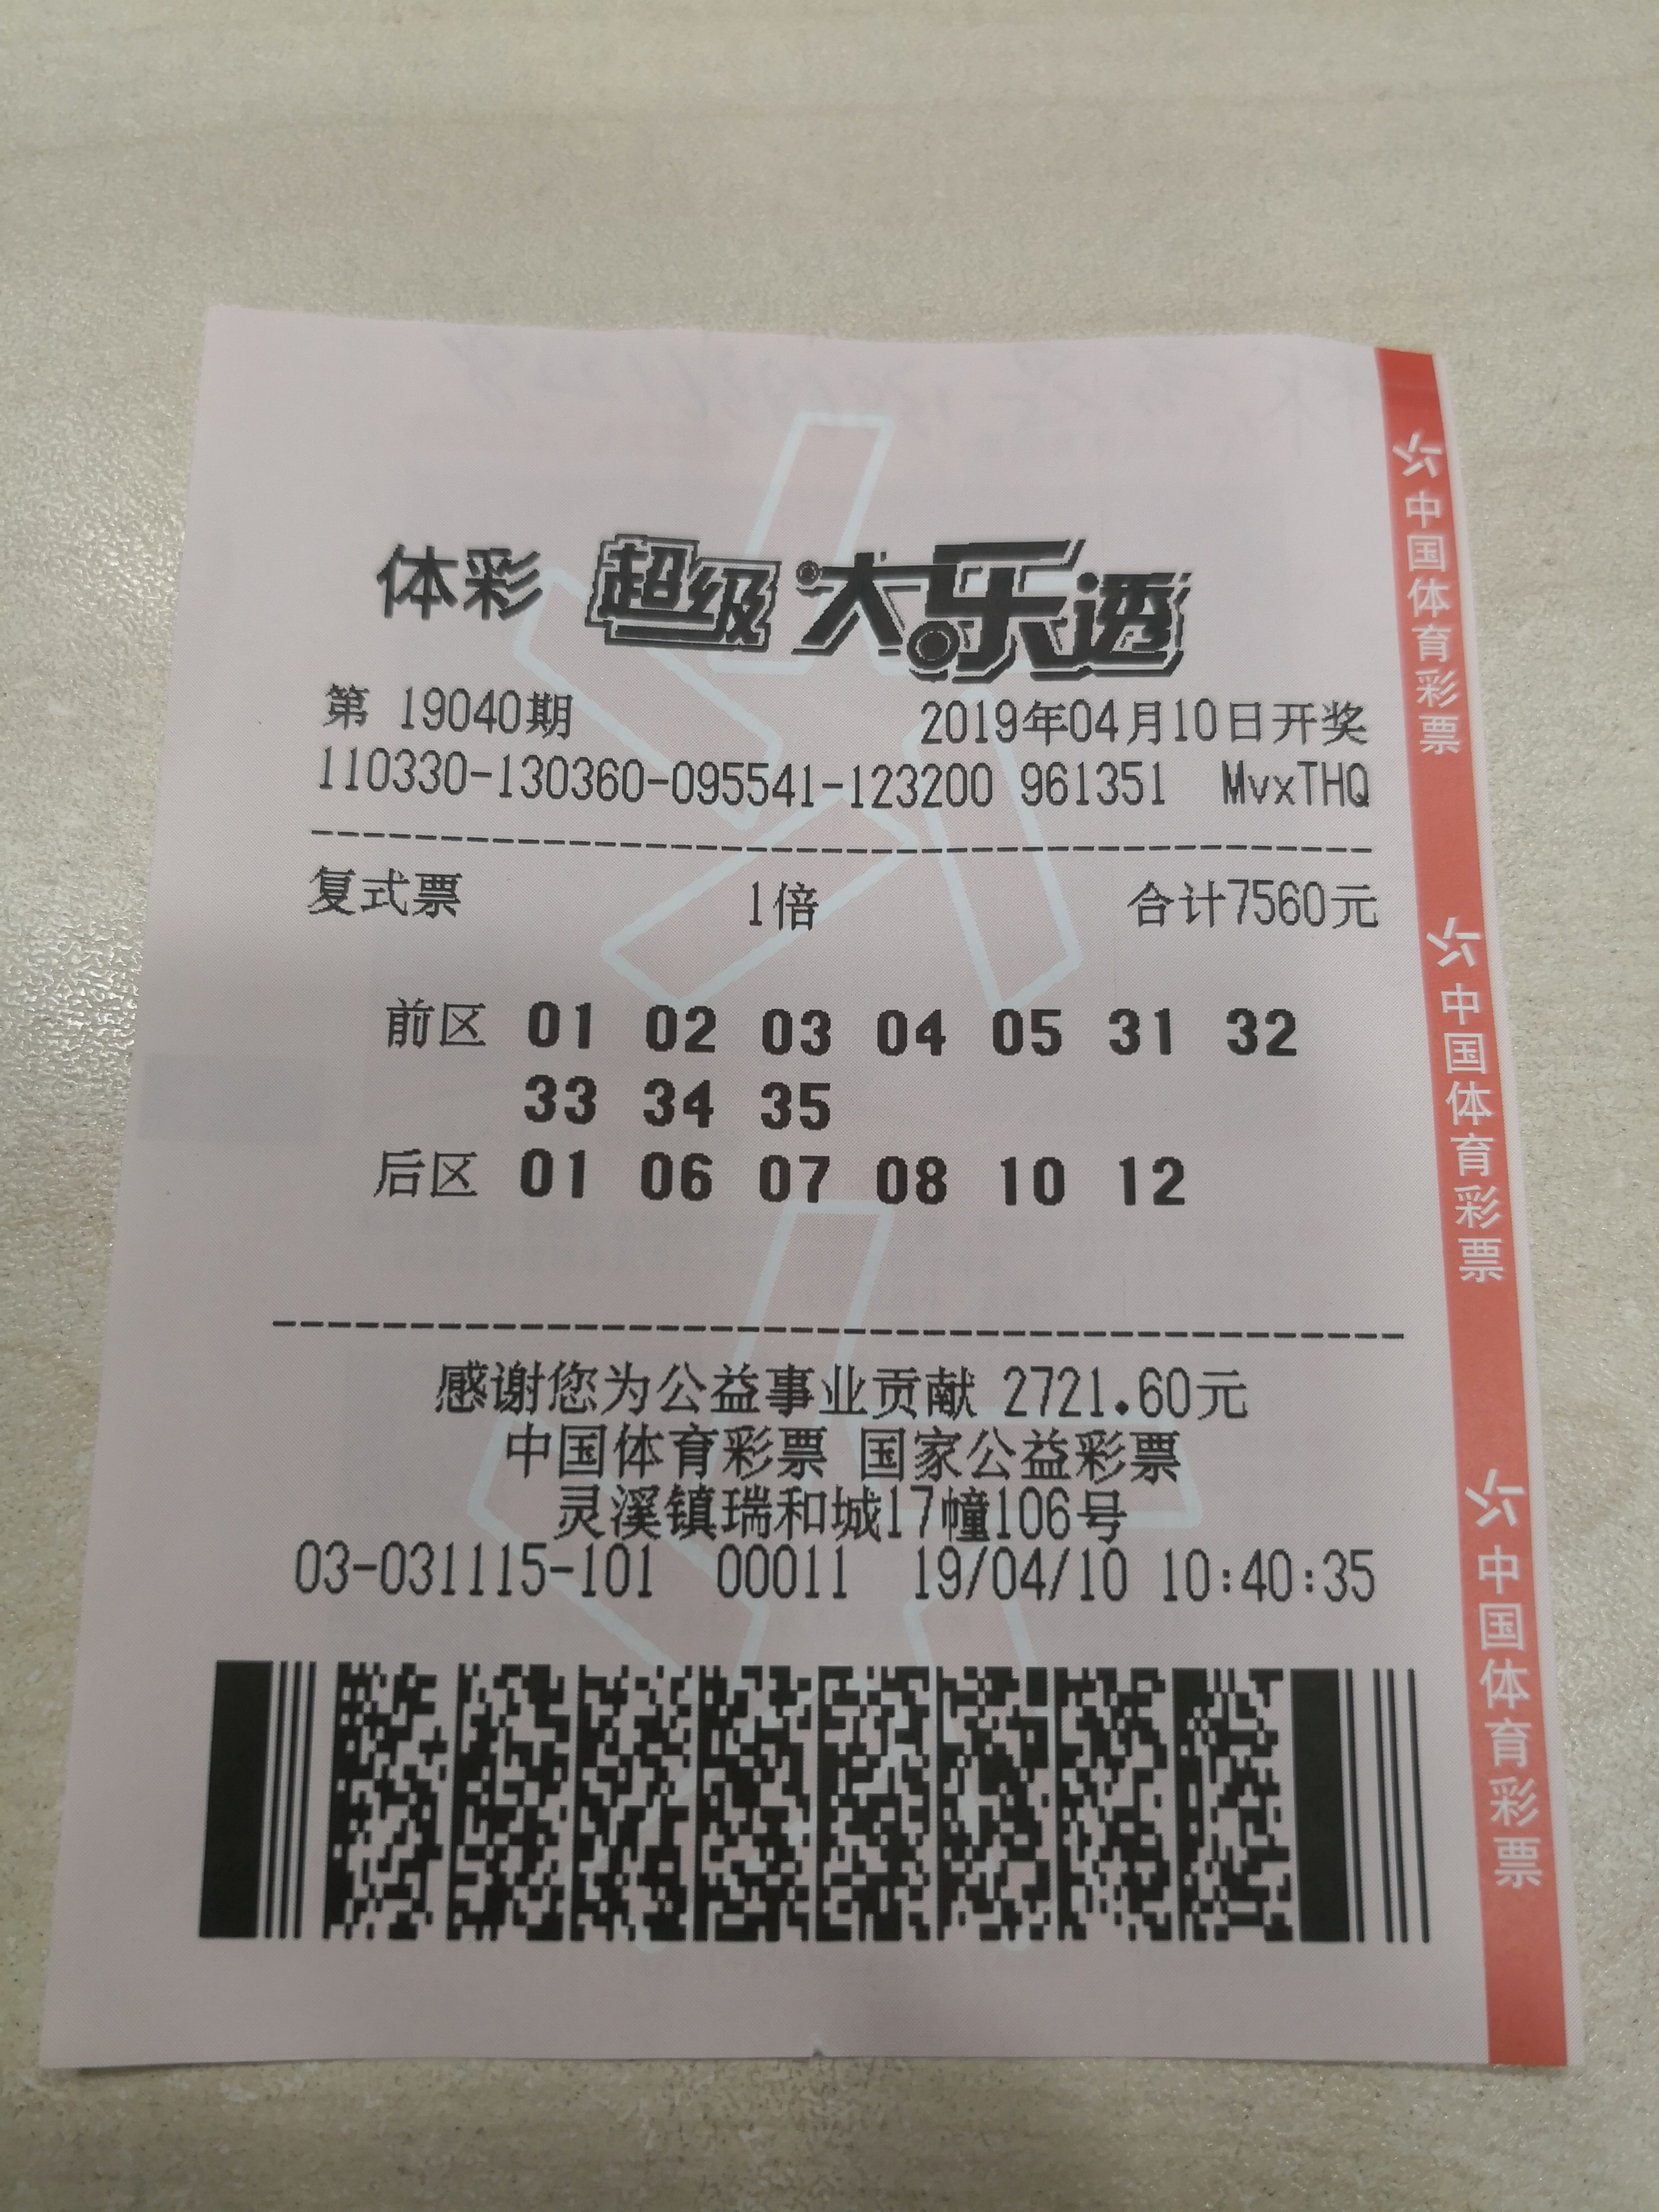 体彩 超级大乐透
第 19040期 2019年04月10日开奖
110330-130360-095541-123200 961351 MvxTHQ
复式票 1倍 合计7560元
前区 01 02 03 04 05 31 32
33 34 35
后区 01 06 07 08 10 12
感谢您为公益事业贡献 2721.60元
中国体育彩票 国家公益彩票
灵溪镇瑞和城17幢106号
03-031115-101 00011 19/04/10 10:40:35
中国体育彩票
中国体育彩票
中国体育彩票